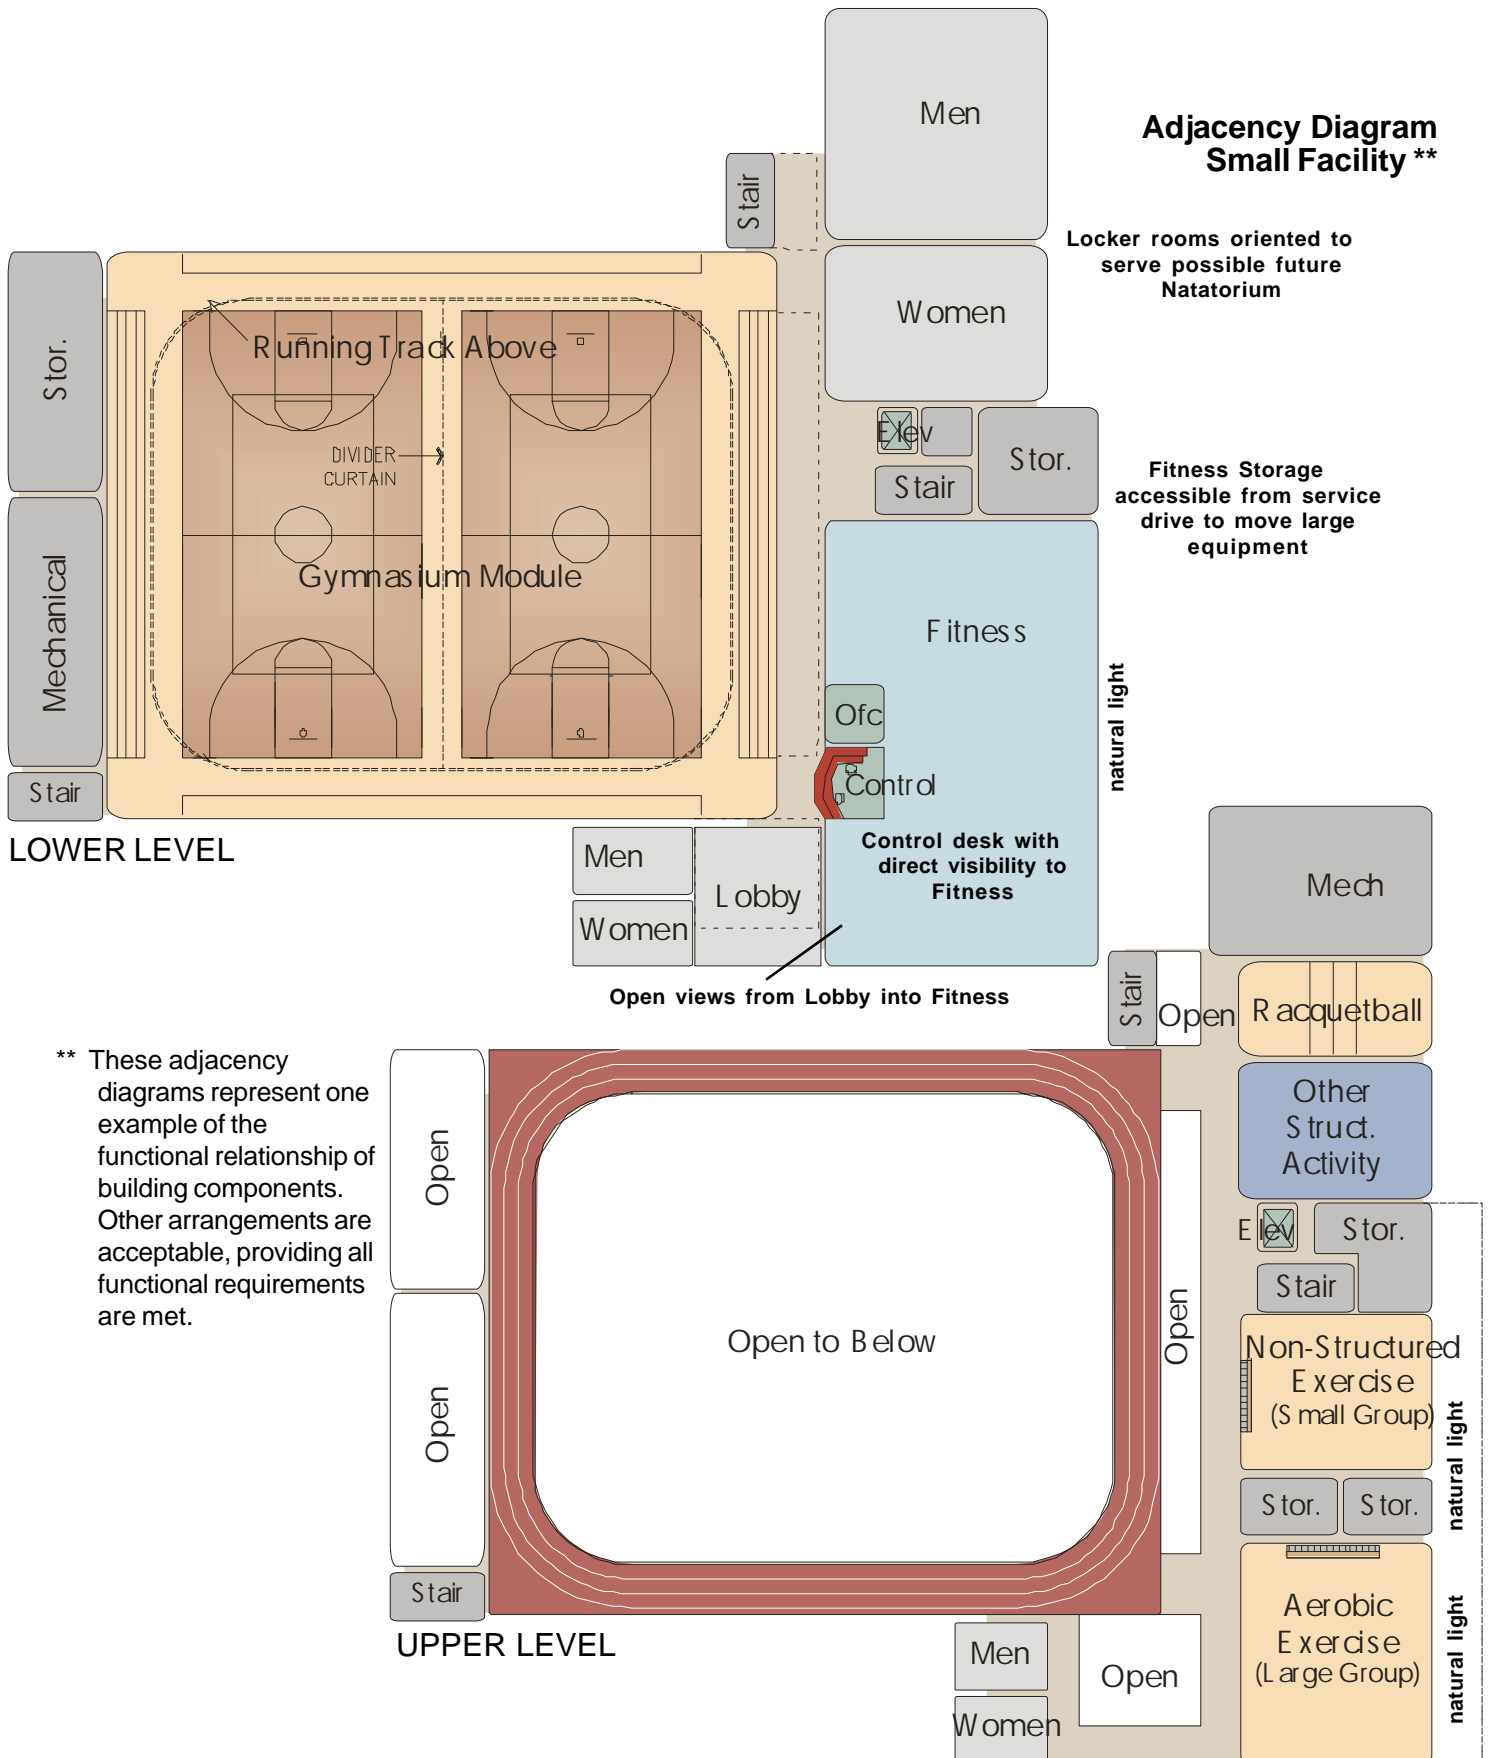 Men
Adjacency Diagram
Small Facility **
Stair
Locker rooms oriented to
serve possible future
Natatorium
Women
Stor.
Running Track Above
Elev
DIVIDER
CURTAIN
Stor.
Stair
Fitness Storage
accessible from service
drive to move large
equipment
Gymnasium Module
Mechanical
Fitness
natural light
Ofc
Control
Stair
LOWER LEVEL
Control desk with
direct visibility to
Fitness
Men
Lobby
Women
Mech
Open views from Lobby into Fitness
Stair
Open
Racquetball
** These adjacency
diagrams represent one
example of the
functional relationship of
building components.
Other arrangements are
acceptable, providing all
functional requirements
are met.
Open
Other
Struct.
Activity
Elev
Stor.
Stair
Open to Below
Open
Open
Non-Structured
Exercise
(Small Group)
natural light
Stor.
Stor.
Stair
UPPER LEVEL
Aerobic
Exercise
(Large Group)
natural light
Men
Open
Women